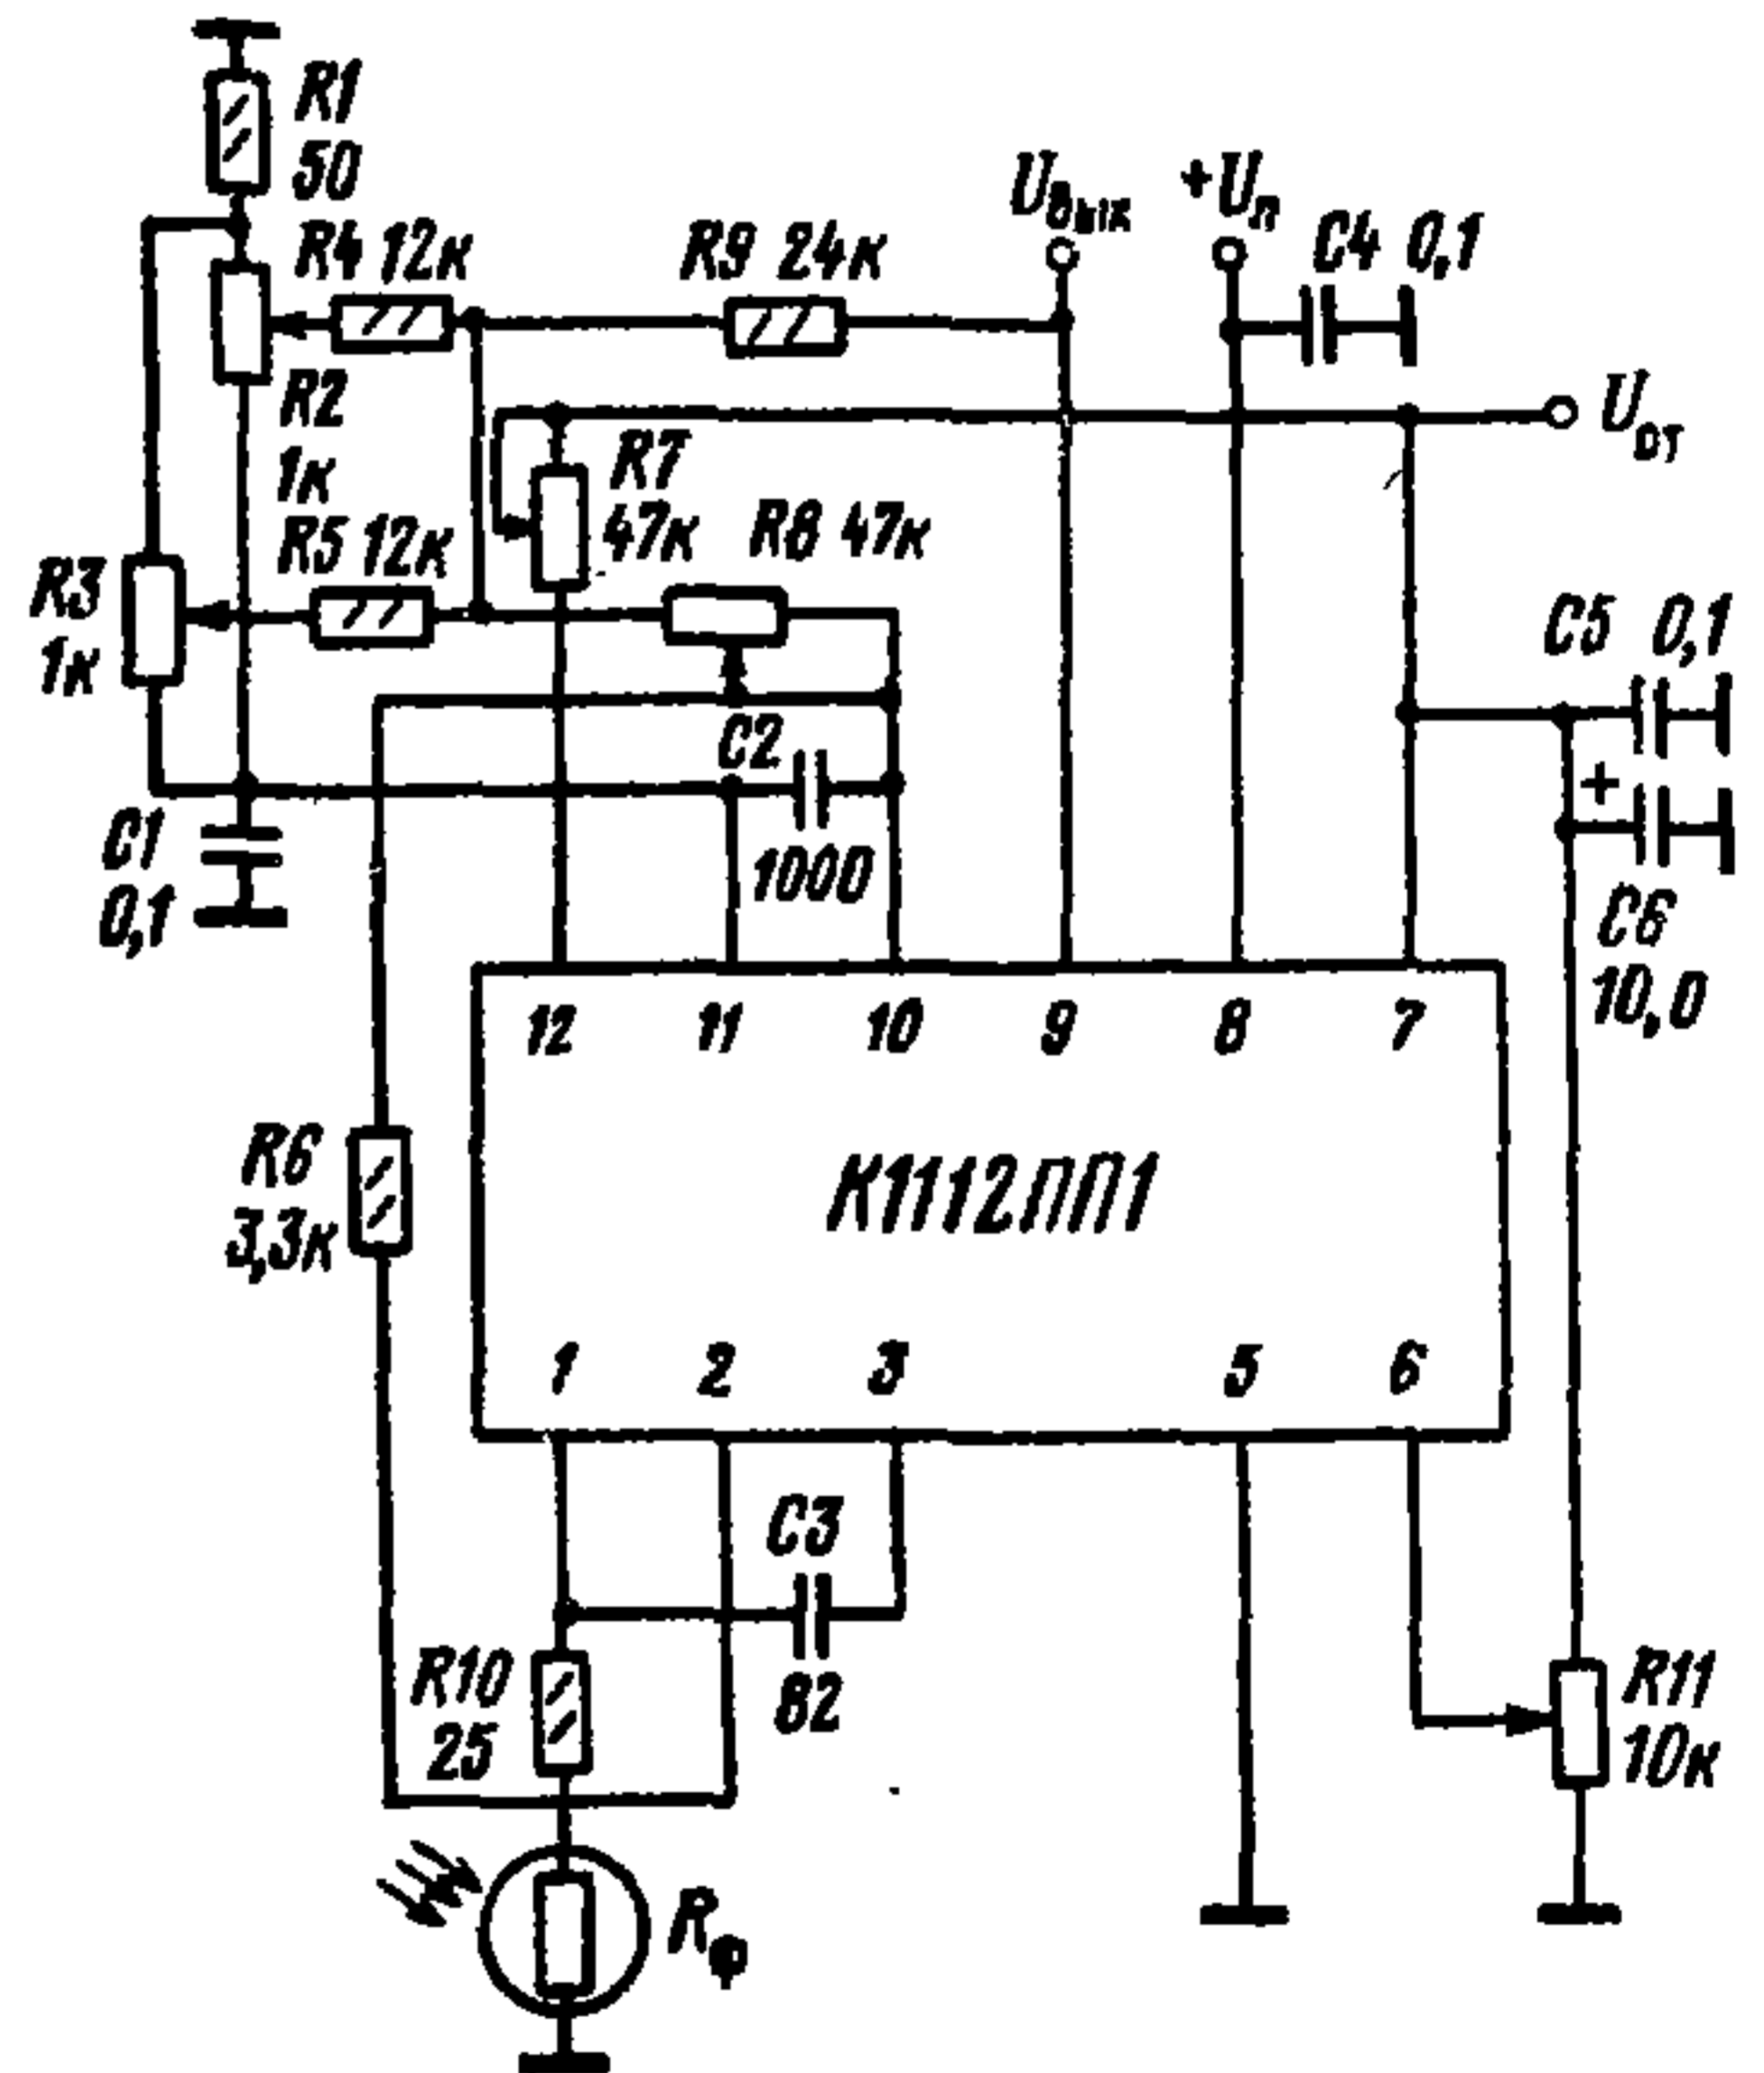 R1
50
R4 12к
R9 24к
Uвых
+Uп
C4 0,1
R2
1к
R7
47к
Uот
R5 12к
R8 47к
R3
1к
C5 0,1
C2
1000
C1
0,1
+
C6
10,0
12 11 10 9 8 7
R6
3,3к
К1112ПП1
1 2 3 5 6
C3
82
R10
25
R11
10к
Rф